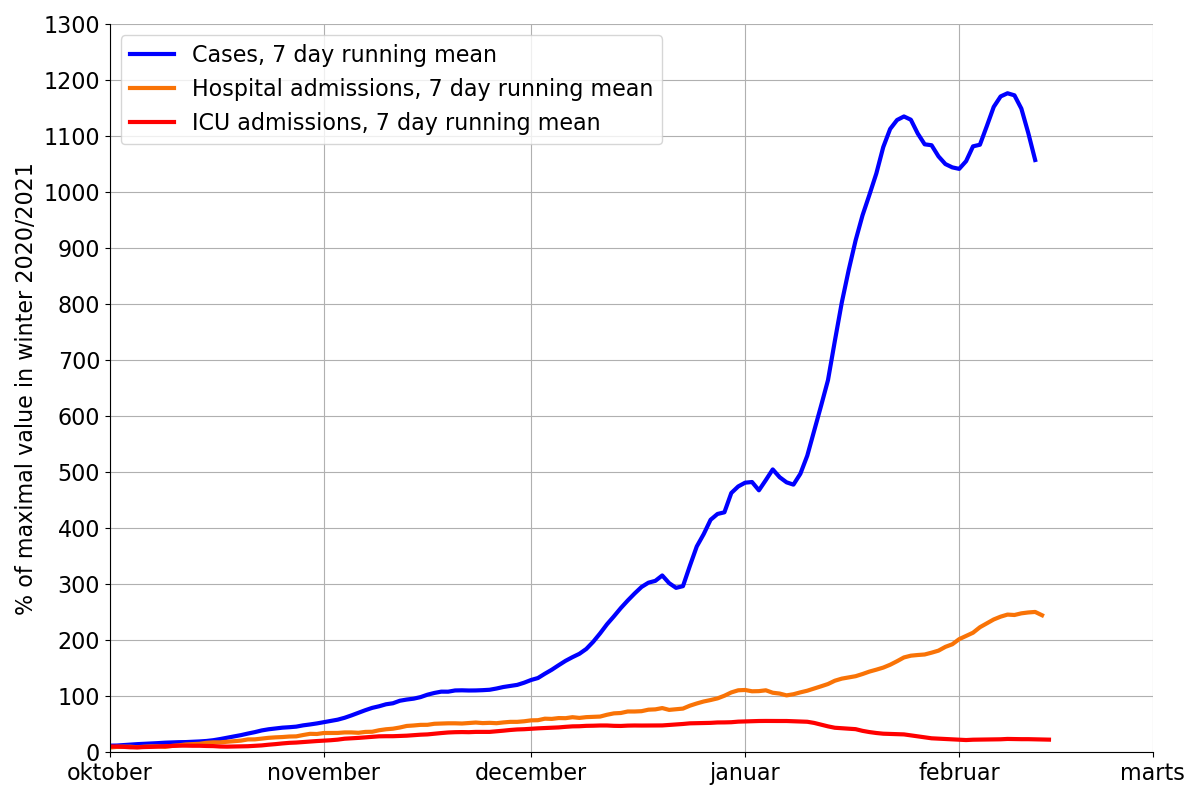 1300
1200
1100
1000
900
800
700
600
500
400
300
200
100
0
% of maximal value in winter 2020/2021
Cases, 7 day running mean
Hospital admissions, 7 day running mean
ICU admissions, 7 day running mean
oktober november december januar februar marts